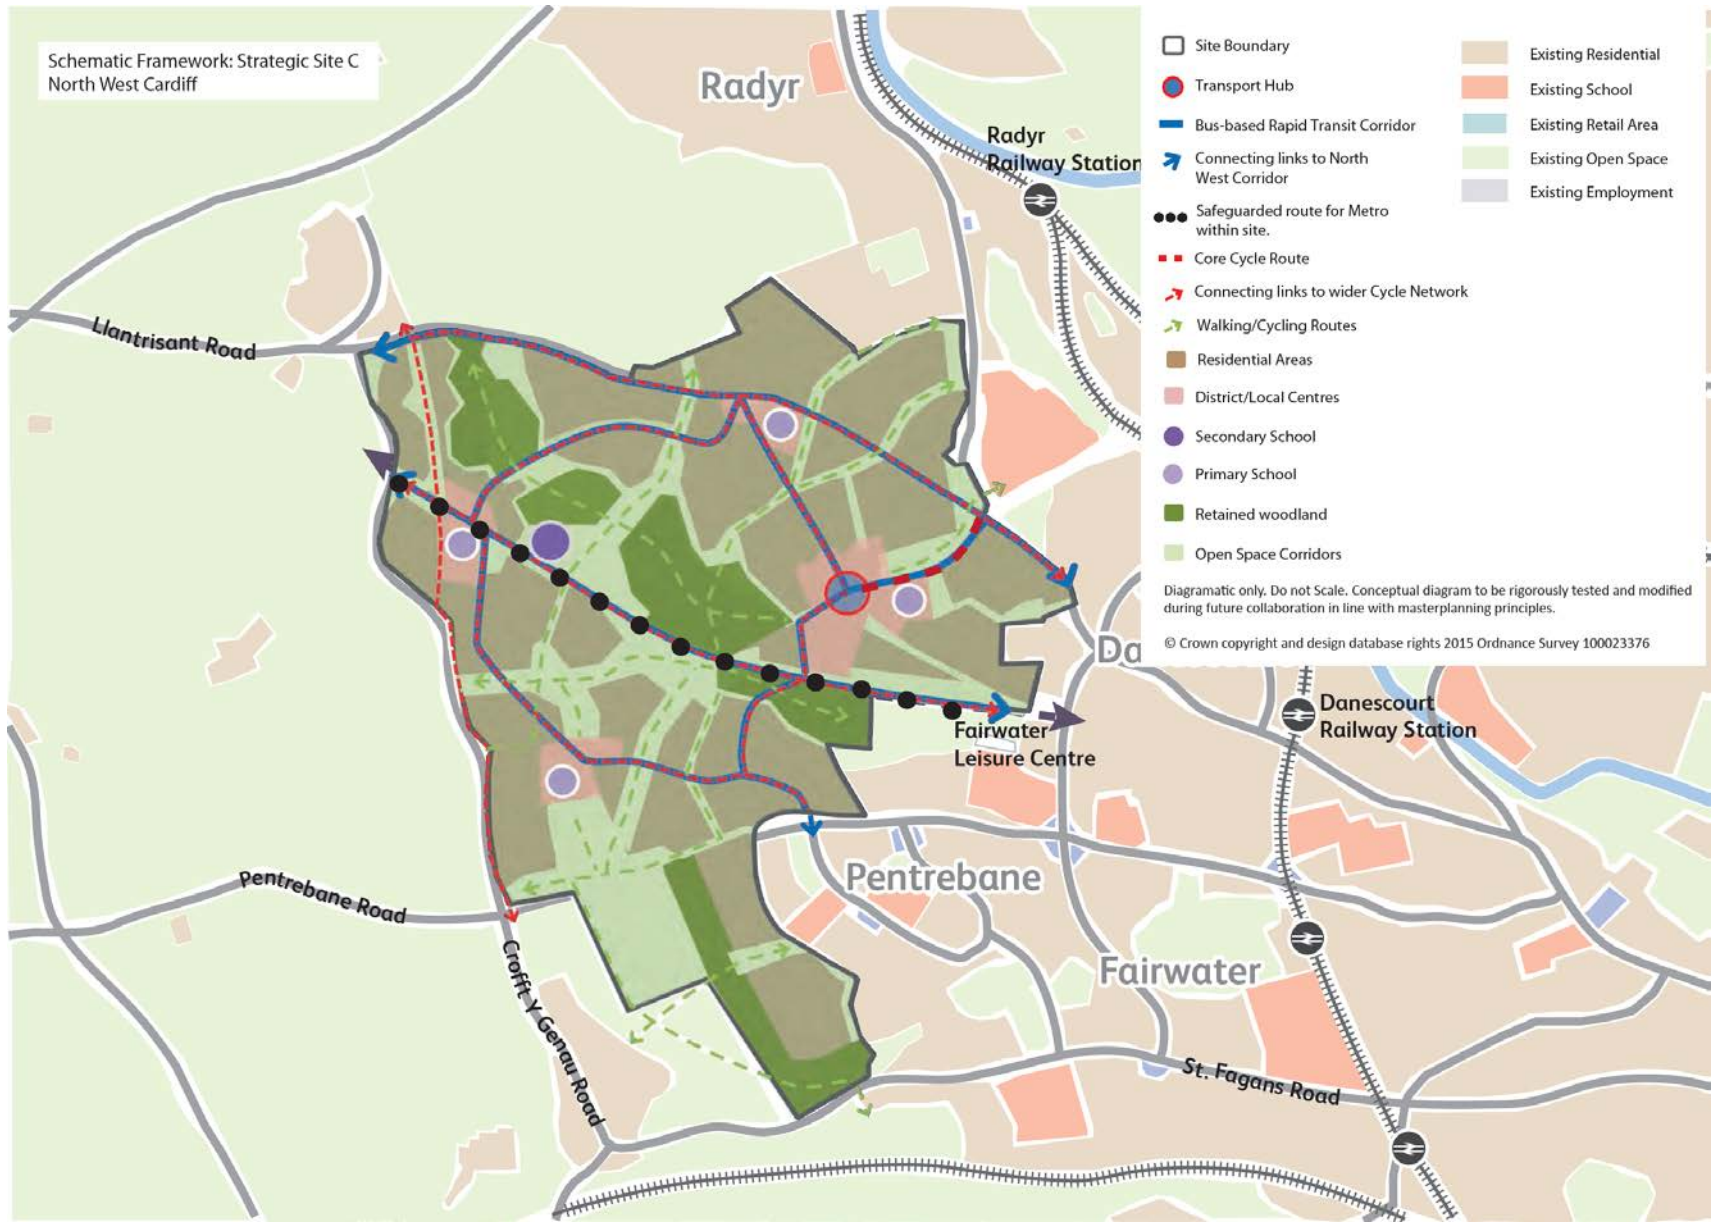 Schematic Framework: Strategic Site C
North West Cardiff
Radyr
Radyr
Railway Station
Llantrisant Road
Danescourt
Railway Station
Fairwater
Leisure Centre
Pentrebane
Pentrebane Road
Fairwater
Crofft Y Genau Road
St. Fagans Road
Da
Site Boundary
Transport Hub
Bus-based Rapid Transit Corridor
Connecting links to North
West Corridor
Safeguarded route for Metro
within site.
Core Cycle Route
Connecting links to wider Cycle Network
Walking/Cycling Routes
Residential Areas
District/Local Centres
Secondary School
Primary School
Retained woodland
Open Space Corridors
Existing Residential
Existing School
Existing Retail Area
Existing Open Space
Existing Employment
Diagramatic only. Do not Scale. Conceptual diagram to be rigorously tested and modified
during future collaboration in line with masterplanning principles.
© Crown copyright and design database rights 2015 Ordnance Survey 100023376